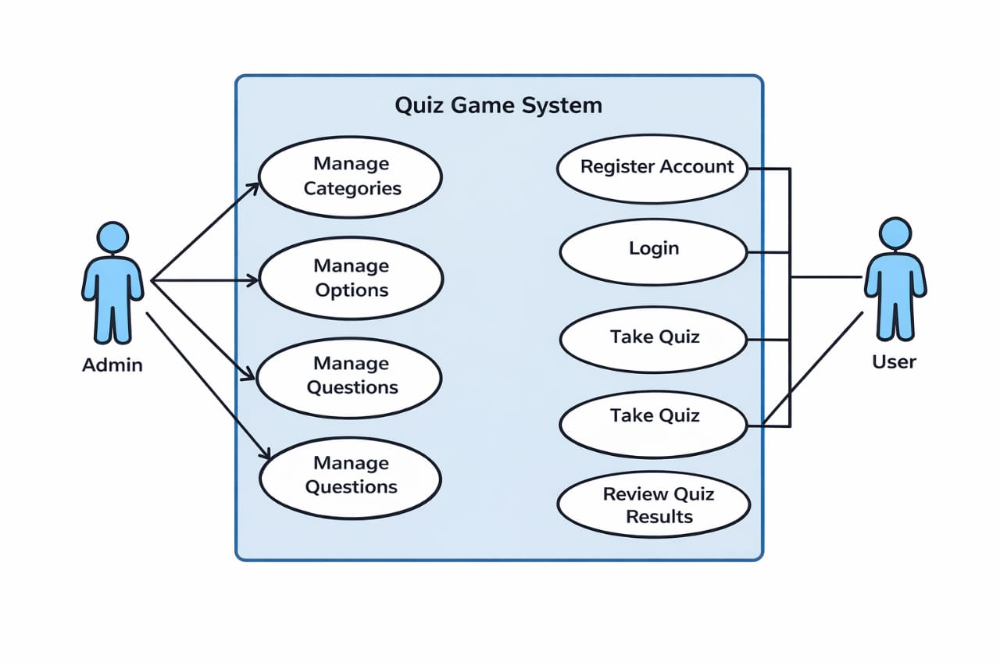 Quiz Game System
Manage
Categories
Manage
Options
Manage
Questions
Manage
Questions
Register Account
Login
Take Quiz
Take Quiz
Review Quiz
Results
Admin
User